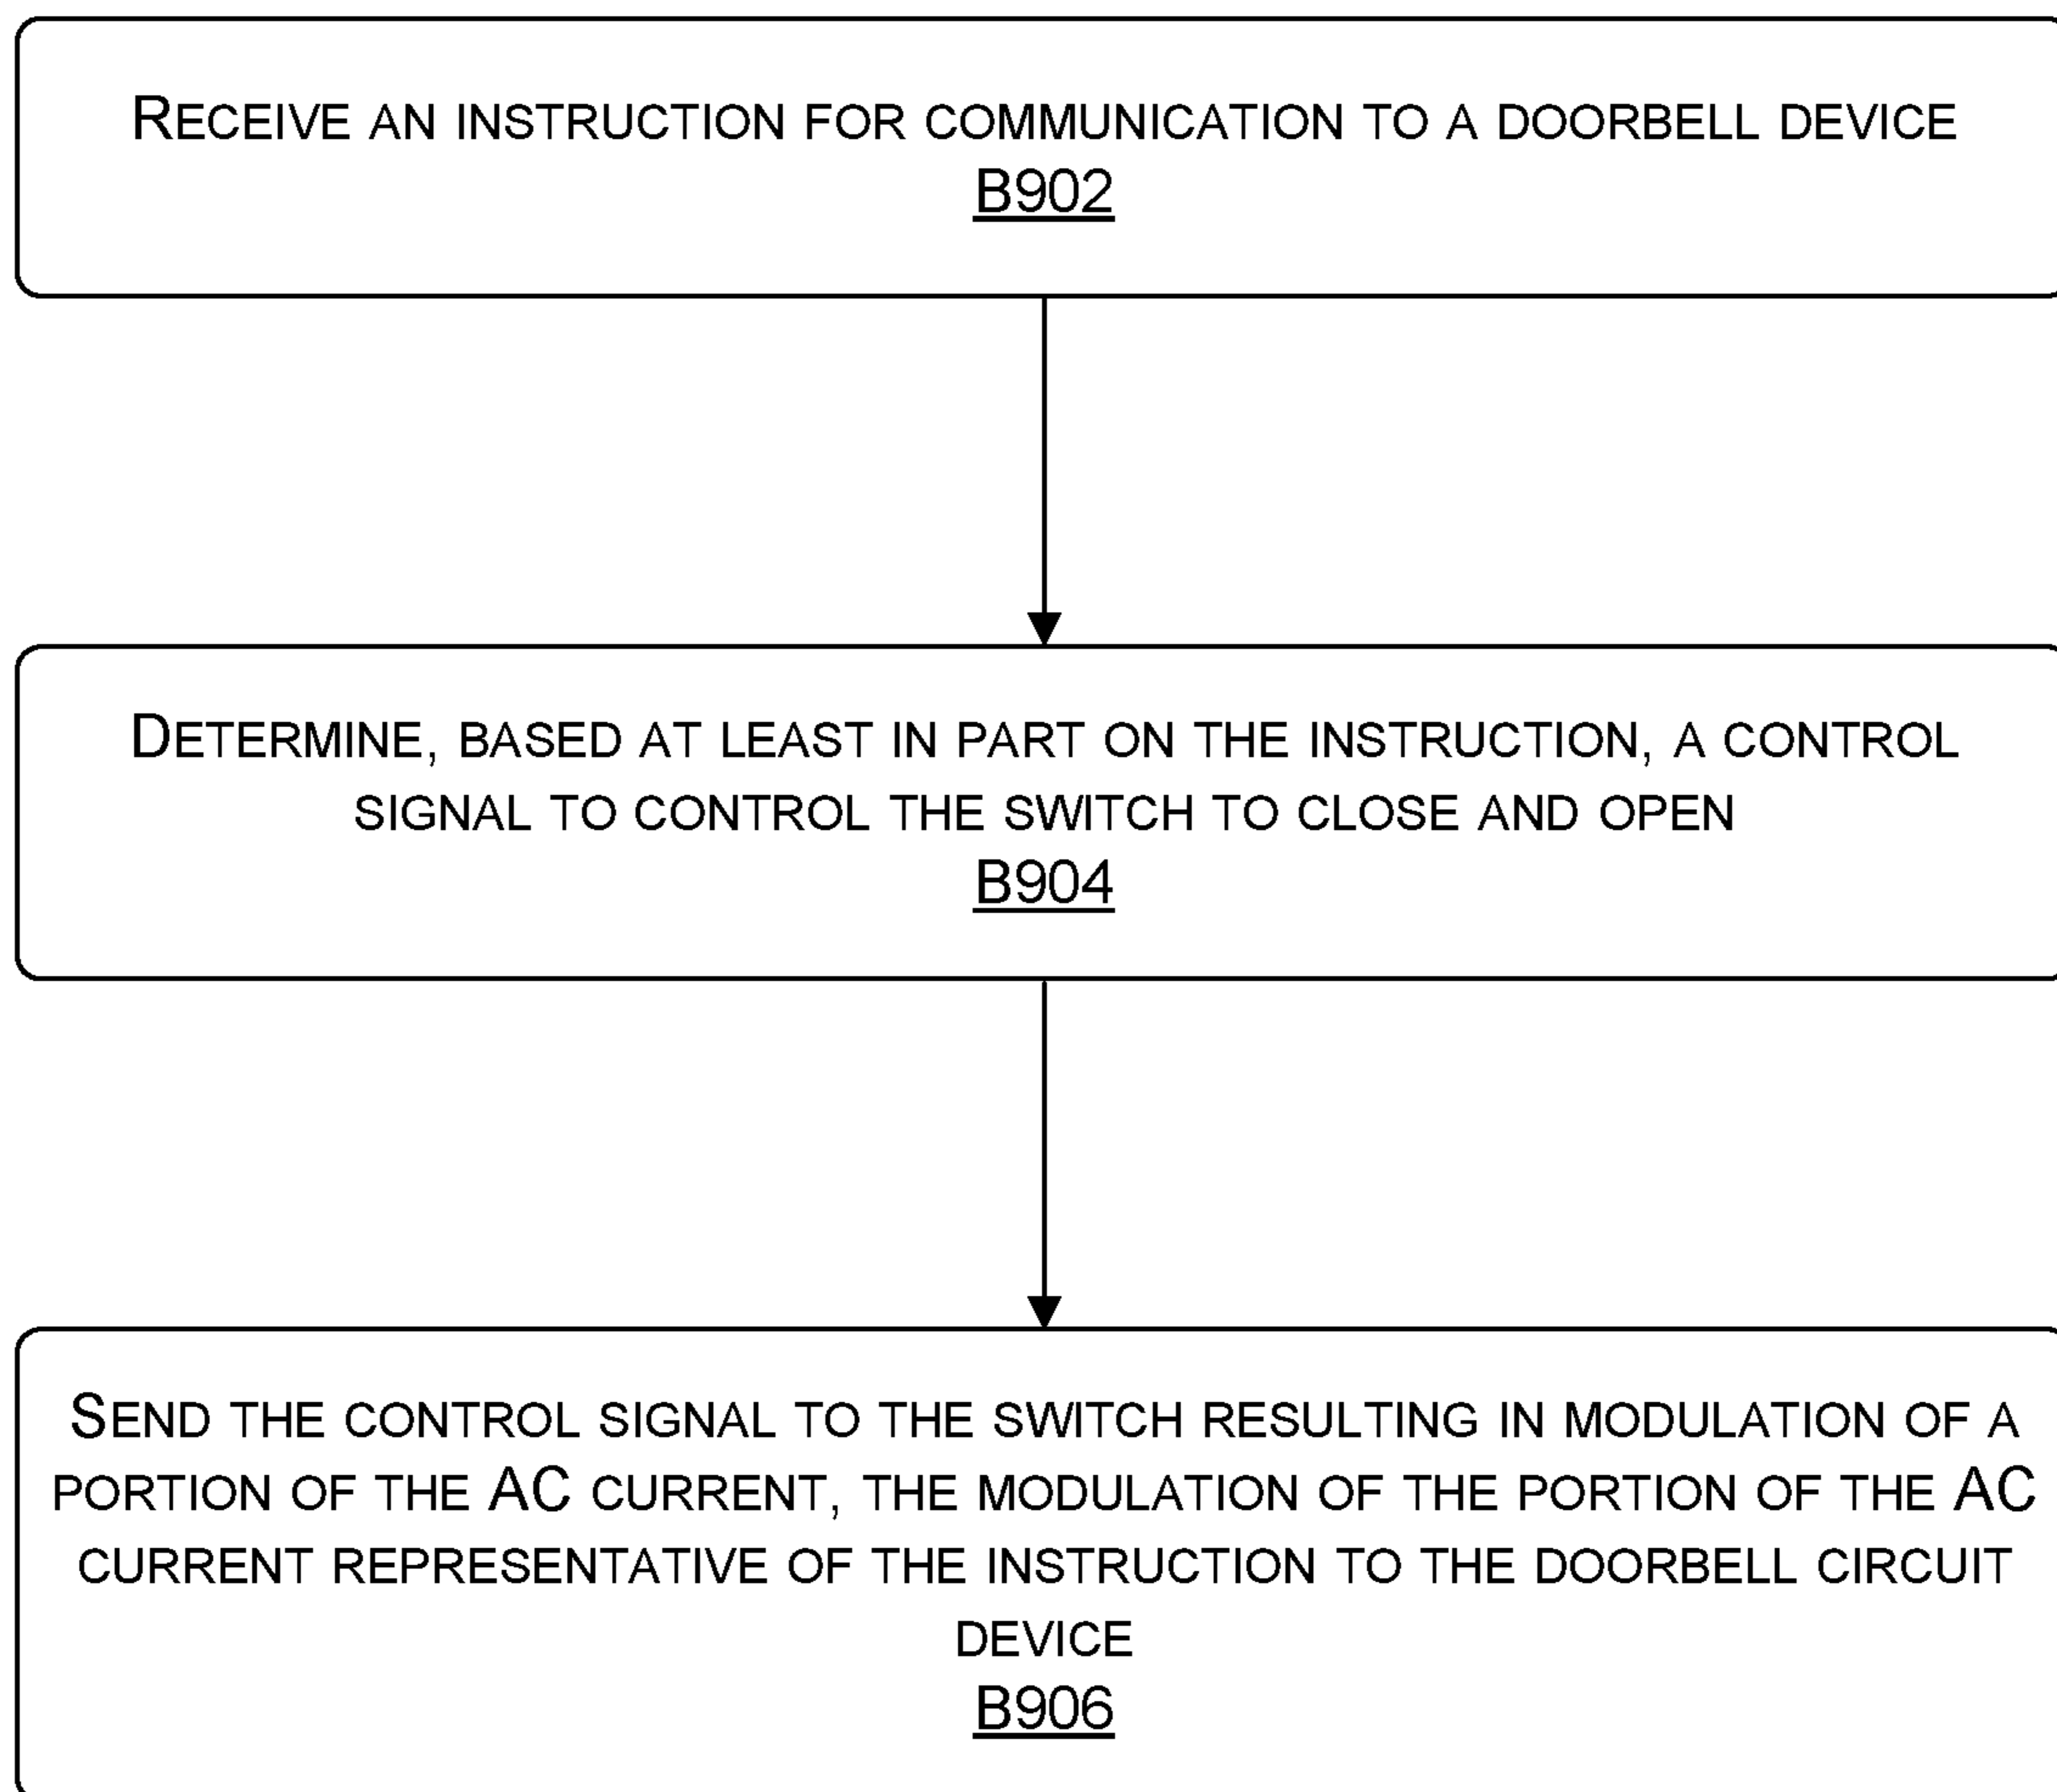 RECEIVE AN INSTRUCTION FOR COMMUNICATION TO A DOORBELL DEVICE
B902
DETERMINE, BASED AT LEAST IN PART ON THE INSTRUCTION, A CONTROL
SIGNAL TO CONTROL THE SWITCH TO CLOSE AND OPEN
B904
SEND THE CONTROL SIGNAL TO THE SWITCH RESULTING IN MODULATION OF A
PORTION OF THE AC CURRENT, THE MODULATION OF THE PORTION OF THE AC
CURRENT REPRESENTATIVE OF THE INSTRUCTION TO THE DOORBELL CIRCUIT
DEVICE
B906